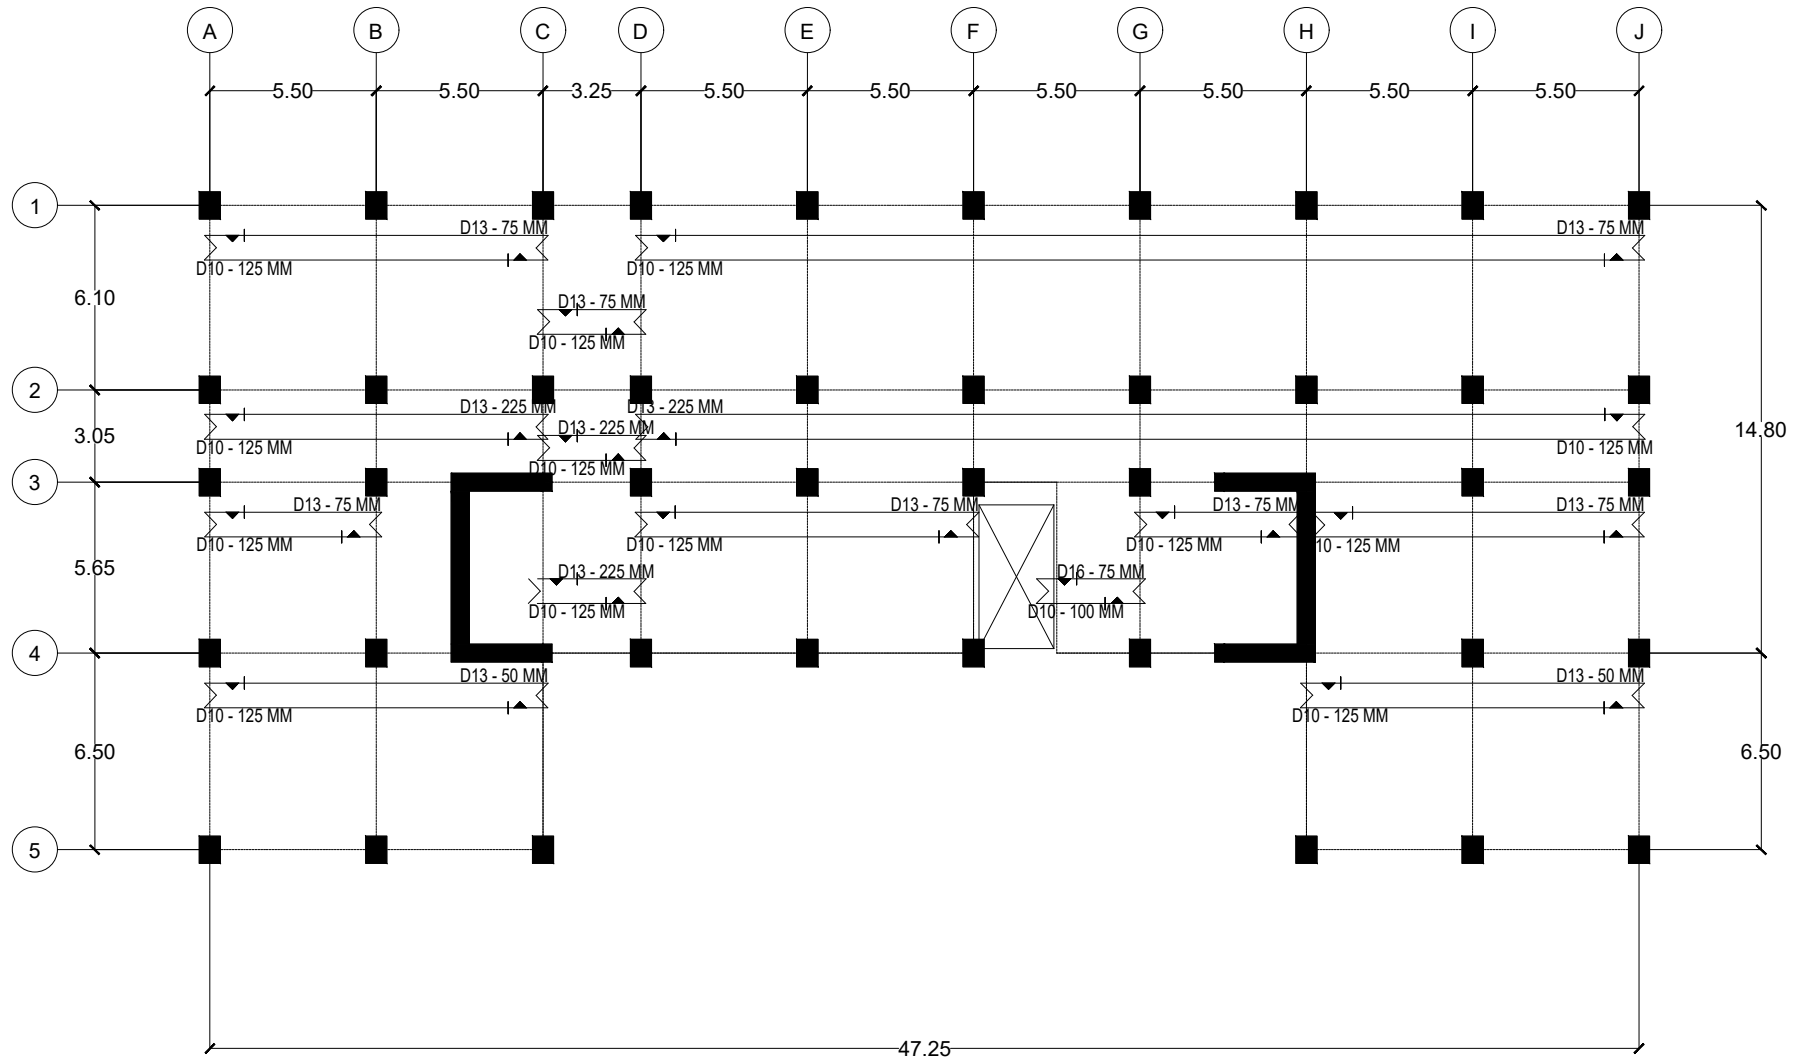 A B C D E F G H I J
5.50 5.50 3.25 5.50 5.50 5.50 5.50 5.50 5.50
1
D13 - 75 MM D13 - 75 MM
D10 - 125 MM D10 - 125 MM
6.10
D13 - 75 MM
D10 - 125 MM
2
D13 - 225 MM D13 - 225 MM
D13 - 225 MM
3.05 14.80
D10 - 125 MM D10 - 125 MM
D10 - 125 MM
3
D13 - 75 MM D13 - 75 MM D13 - 75 MM D13 - 75 MM
D10 - 125 MM D10 - 125 MM D10 - 125 MM 10 - 125 MM
5.65
D13 - 225 MM D16 - 75 MM
D10 - 125 MM D10 - 100 MM
4
D13 - 50 MM D13 - 50 MM
D10 - 125 MM D10 - 125 MM
6.50 6.50
5
47.25